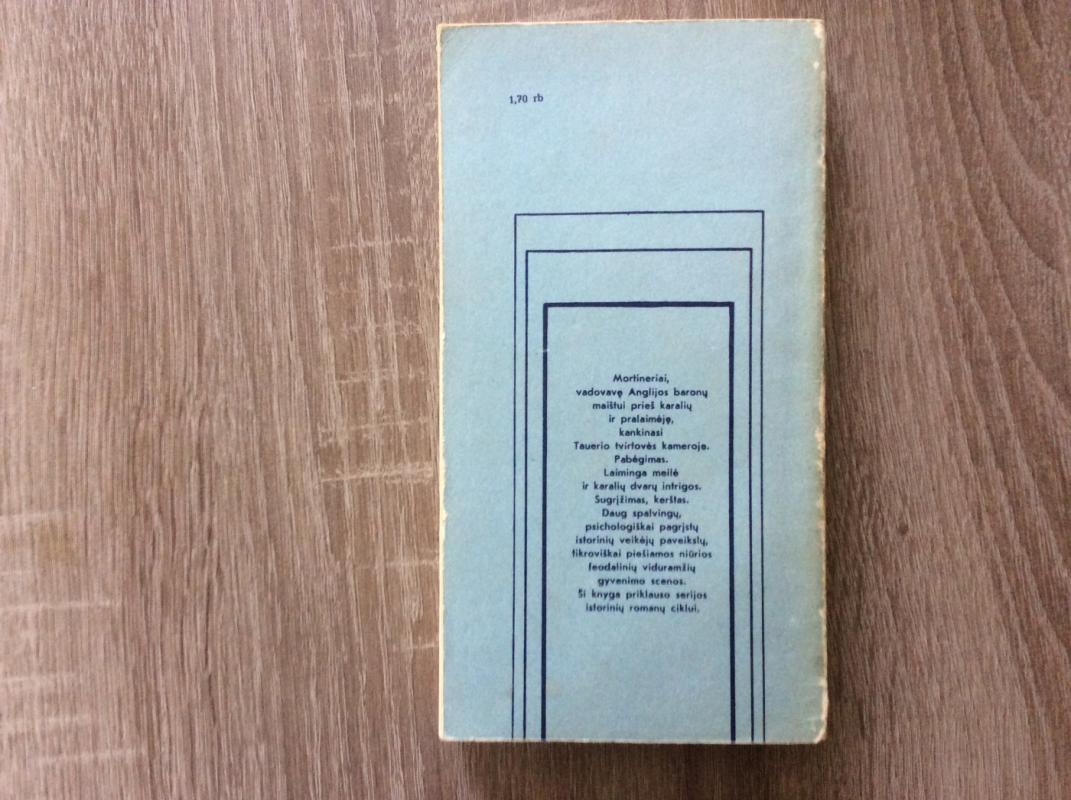 1,70 rb
Mortineriai,
vadovavę Anglijos baronų
maištui prieš karalių
ir pralaimėję,
kankinasi
Tauerio tvirtovės kameroje.
Pabėgimas.
Laiminga meilė
ir karalių dvarų intrigos.
Sugrįžimas, kerštas.
Daug spalvingų,
psichologiškai pagrįstų
istorinių veikėjų paveikslų,
tikroviškai piešiamos niūrios
feodalinių viduramžių
gyvenimo scenos.
Ši knyga priklauso serijos
istorinių romanų ciklui.